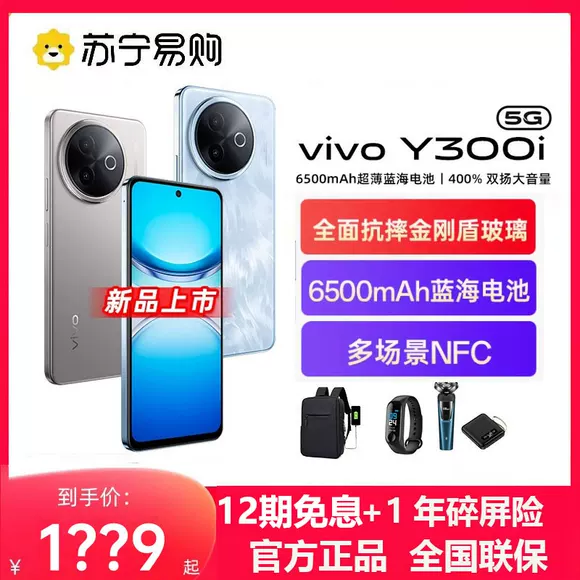 苏宁易购
5G
vivo Y300i
6500mAh超薄蓝海电池 | 400% 双扬大音量
全面抗摔金刚盾玻璃
6500mAh蓝海电池
多场景NFC
新品上市
vivo
到手价：
¥ 1??9 起
12期免息+1 年碎屏险
官方正品 全国联保